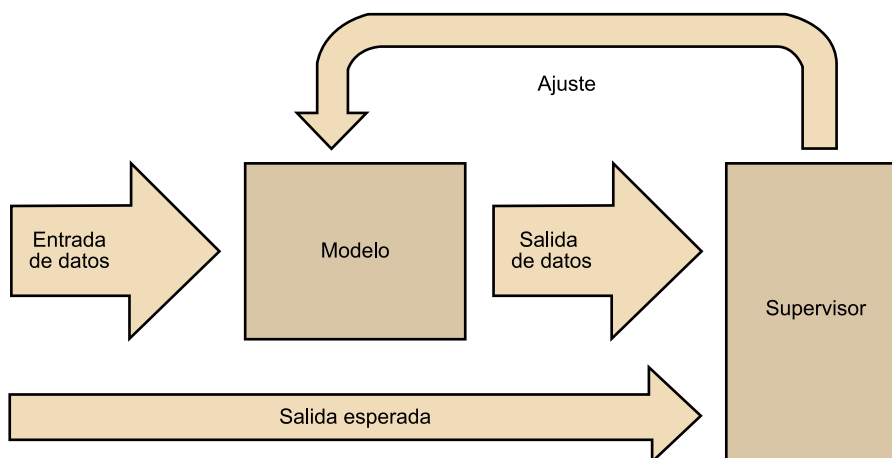 Ajuste
Entrada
de datos
Modelo
Salida
de datos
Supervisor
Salida esperada